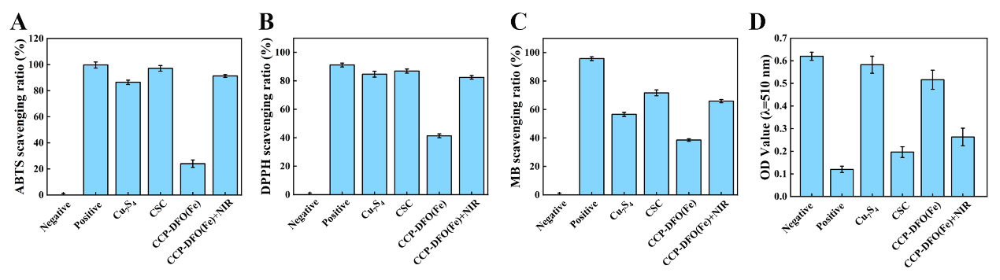 A
ABTS scavenging ratio (%)
120
100
80
60
40
20
0
Negative
Positive
Cu₇S₄
CSC
CCP-DFO(Fe)
CCP-DFO(Fe)+NIR
B
DPPH scavenging ratio (%)
100
80
60
40
20
0
Negative
Positive
Cu₇S₄
CSC
CCP-DFO(Fe)
CCP-DFO(Fe)+NIR
C
MB scavenging ratio (%)
100
80
60
40
20
0
Negative
Positive
Cu₇S₄
CSC
CCP-DFO(Fe)
CCP-DFO(Fe)+NIR
D
OD Value (λ=510 nm)
0.7
0.6
0.5
0.4
0.3
0.2
0.1
0.0
Negative
Positive
Cu₇S₄
CSC
CCP-DFO(Fe)
CCP-DFO(Fe)+NIR